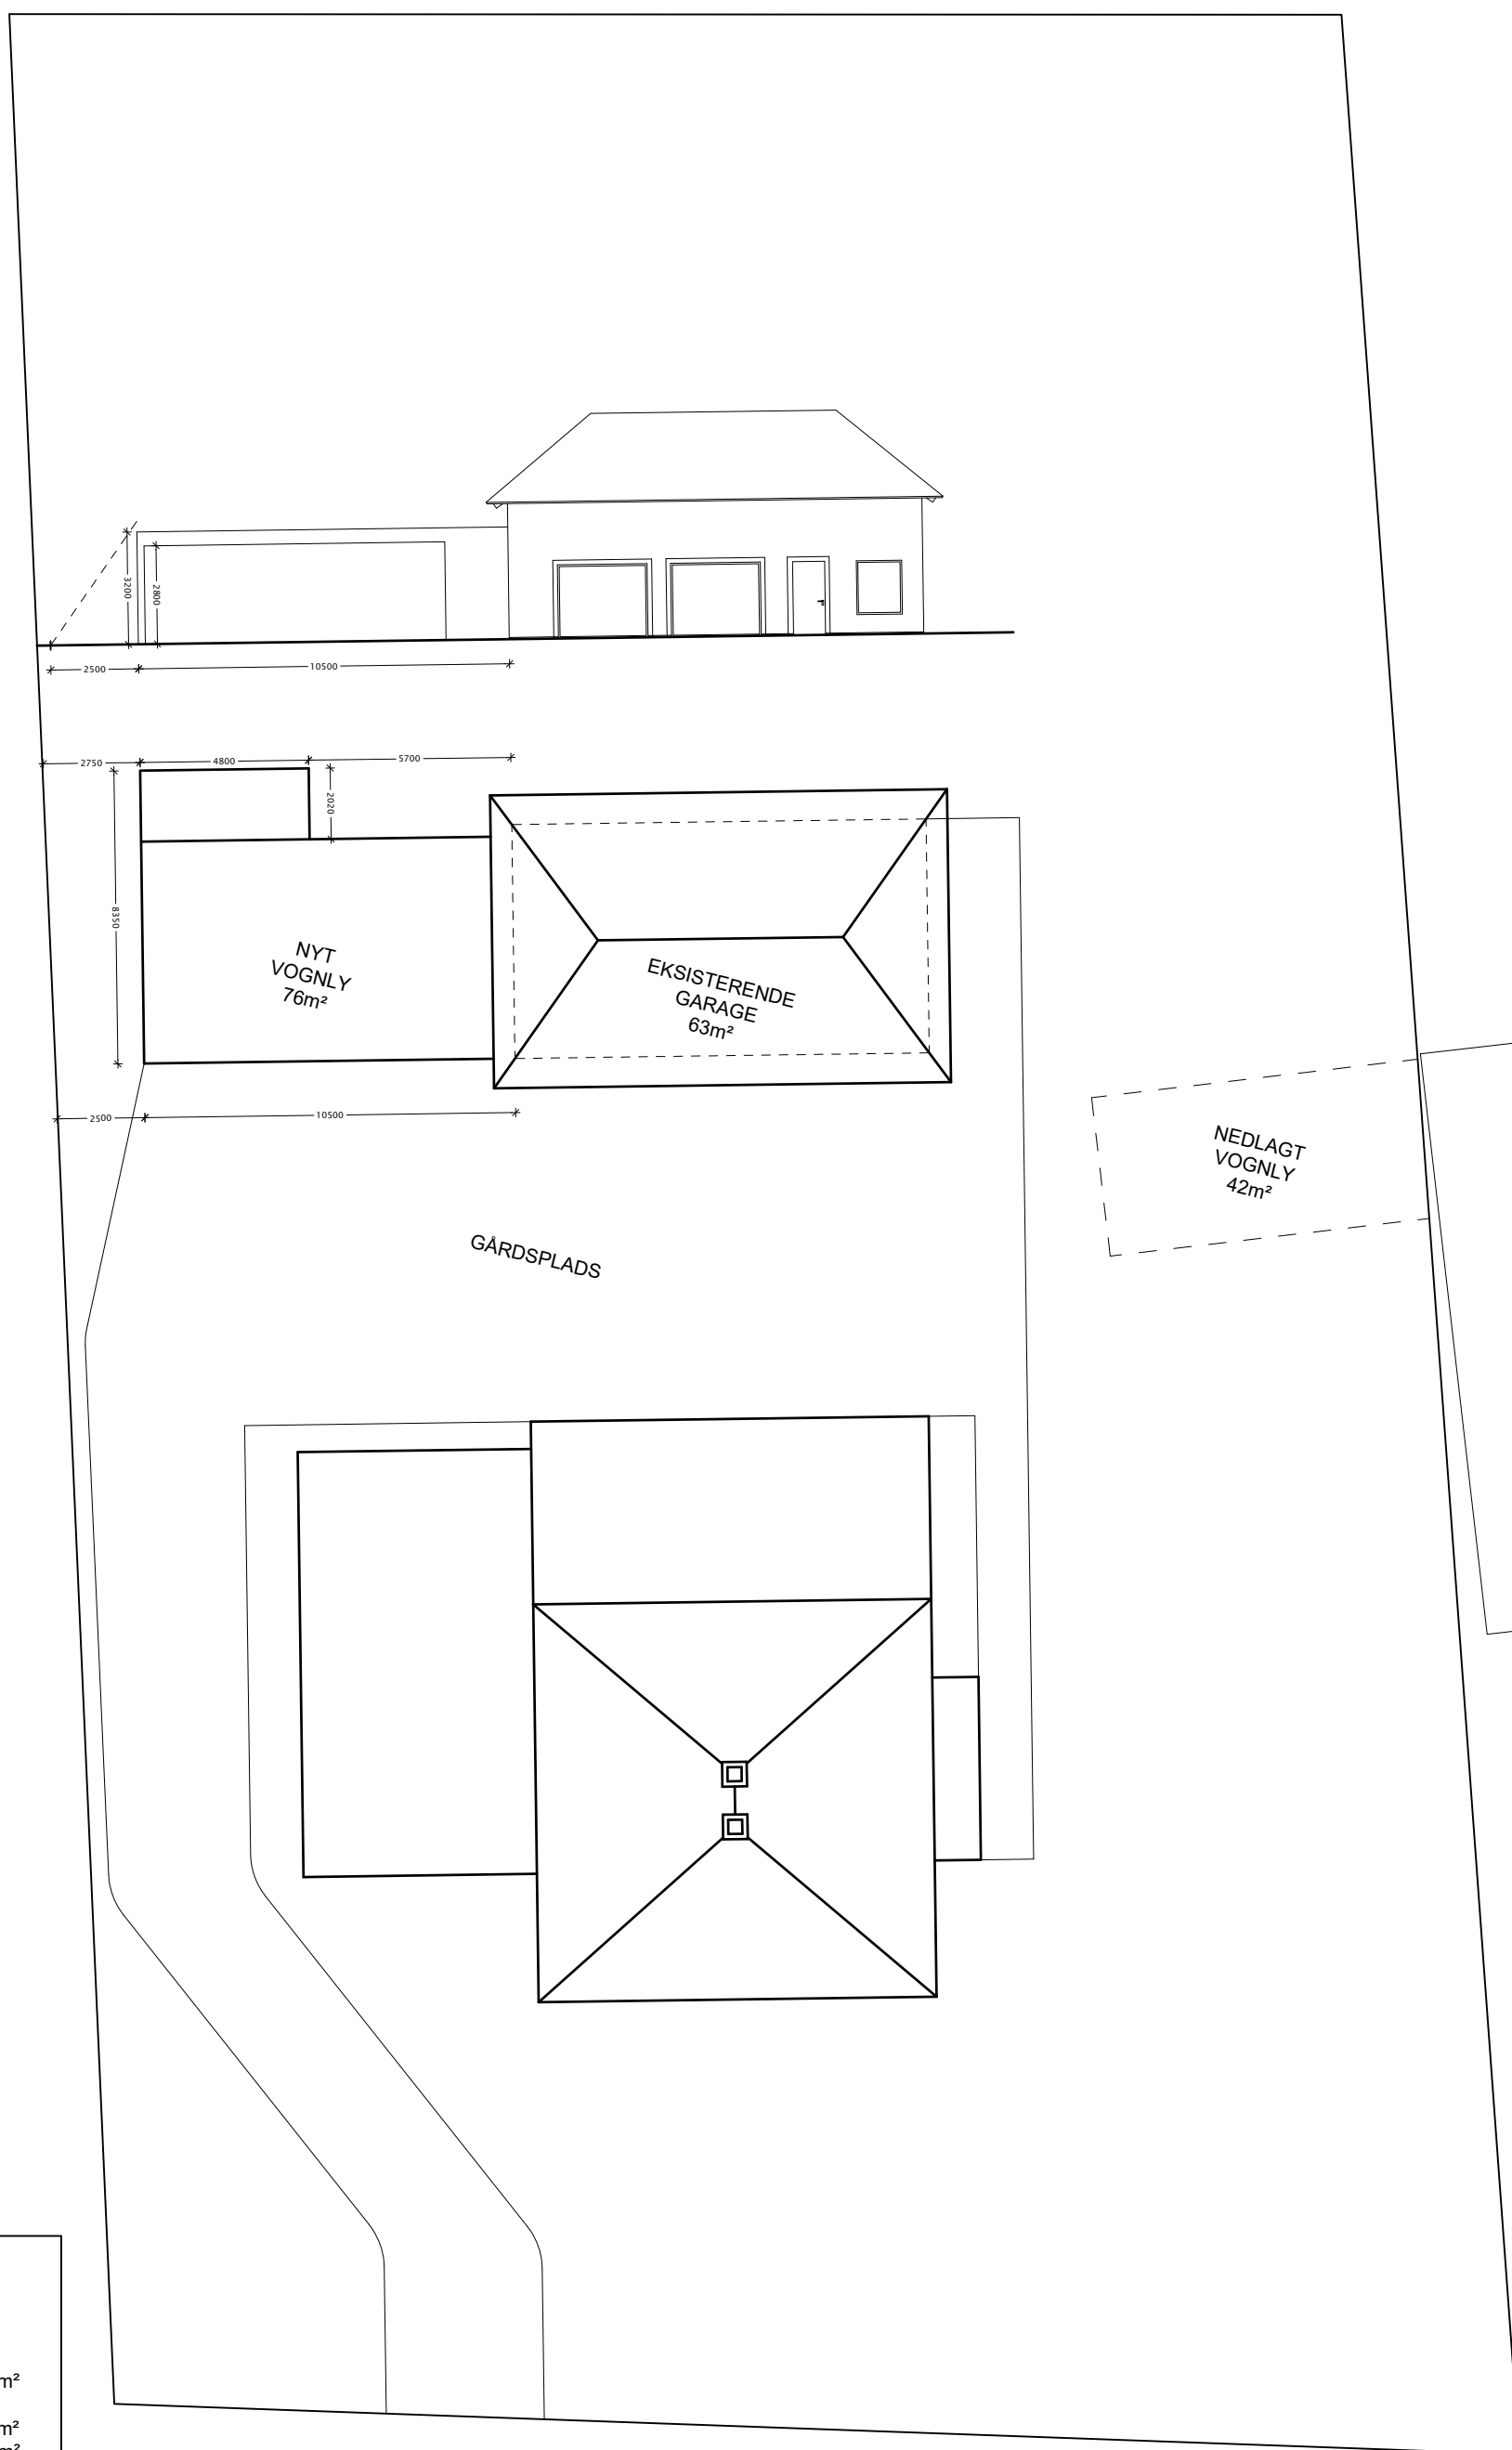 3200
2800
2500
10500
2750
4800
5700
2020
8350
NYT
VOGNLY
76m²
EKSISTERENDE
GARAGE
63m²
2500
10500
NEDLAGT
VOGNLY
42m²
GÅRDSPLADS
m²
m²
m²